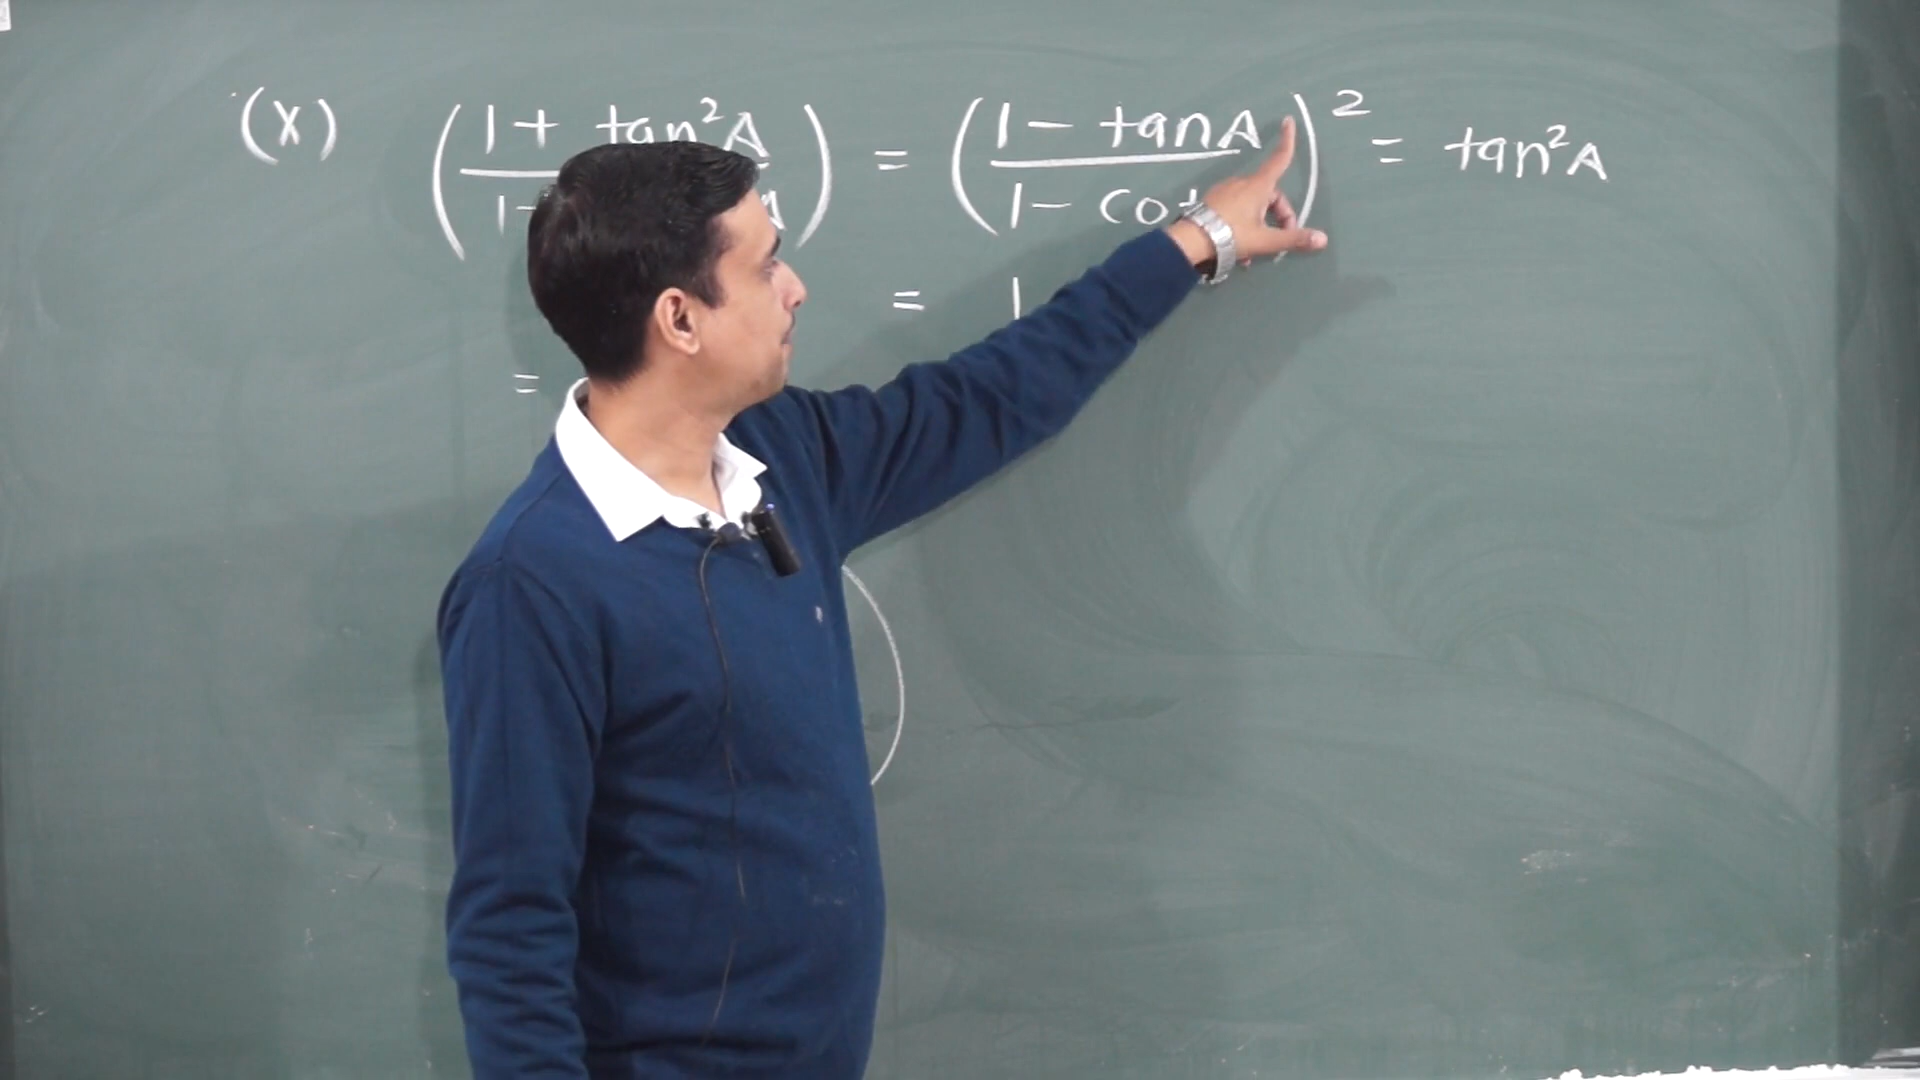 (X) (1 + tan²A / 1 -) = (1 - tanA / 1 - cot)² = tan²A
= 1
=